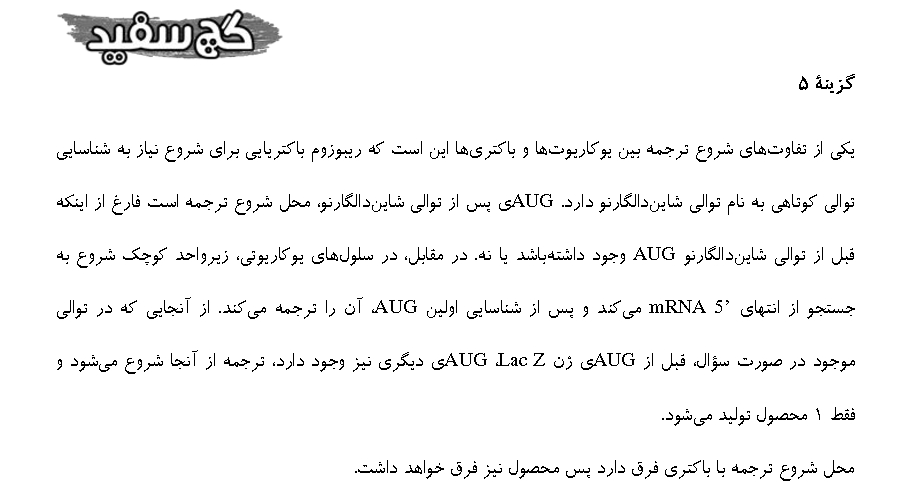 گچ سفید
گزینهٔ ۵
یکی از تفاوت‌های شروع ترجمه بین یوکاریوت‌ها و باکتری‌ها این است که ریبوزوم باکتریایی برای شروع نیاز به شناسایی
توالی کوتاهی به نام توالی شاین‌دالگارنو دارد. AUGی پس از توالی شاین‌دالگارنو، محل شروع ترجمه است فارغ از اینکه
قبل از توالی شاین‌دالگارنو AUG وجود داشته‌باشد یا نه. در مقابل، در سلول‌های یوکاریوتی، زیرواحد کوچک شروع به
جستجو از انتهای ’5 mRNA می‌کند و پس از شناسایی اولین AUG، آن را ترجمه می‌کند. از آنجایی که در توالی
موجود در صورت سؤال، قبل از AUGی ژن Lac Z، AUGی دیگری نیز وجود دارد، ترجمه از آنجا شروع می‌شود و
فقط ۱ محصول تولید می‌شود.
محل شروع ترجمه با باکتری فرق دارد پس محصول نیز فرق خواهد داشت.